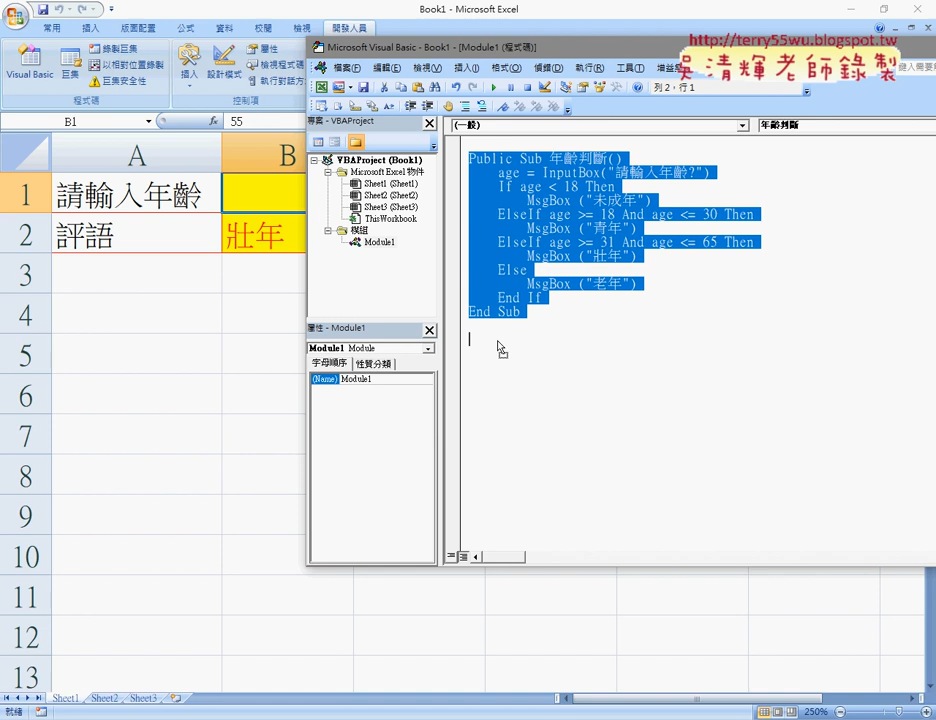 Book1 - Microsoft Excel
常用 插入 版面配置 公式 資料 校閱 檢視 開發人員
Visual Basic 巨集 錄製巨集 以相對位置錄製 巨集安全性 程式碼
插入 設計模式 屬性 檢視程式碼 執行對話方 控制項
Microsoft Visual Basic - Book1 - [Module1 (程式碼)]
http://terry55wu.blogspot.tw
吳清輝老師錄製
檔案(F) 編輯(E) 檢視(V) 插入(I) 格式(O) 偵錯(D) 執行(R) 工具(T)
列 2, 行 1
B1 fx 55
專案 - VBAProject
(一般) 年齡判斷
VBAProject (Book1)
Microsoft Excel 物件
Sheet1 (Sheet1)
Sheet2 (Sheet2)
Sheet3 (Sheet3)
ThisWorkbook
模組
Module1
屬性 - Module1
Module1 Module
字母順序 性質分類
(Name) Module1
Public Sub 年齡判斷()
age = InputBox("請輸入年齡?")
If age < 18 Then
MsgBox ("未成年")
ElseIf age >= 18 And age <= 30 Then
MsgBox ("青年")
ElseIf age >= 31 And age <= 65 Then
MsgBox ("壯年")
Else
MsgBox ("老年")
End If
End Sub
A B
1 請輸入年齡
2 評語 壯年
3
4
5
6
7
8
9
10
11
12
13
Sheet1 Sheet2 Sheet3
就緒 250%